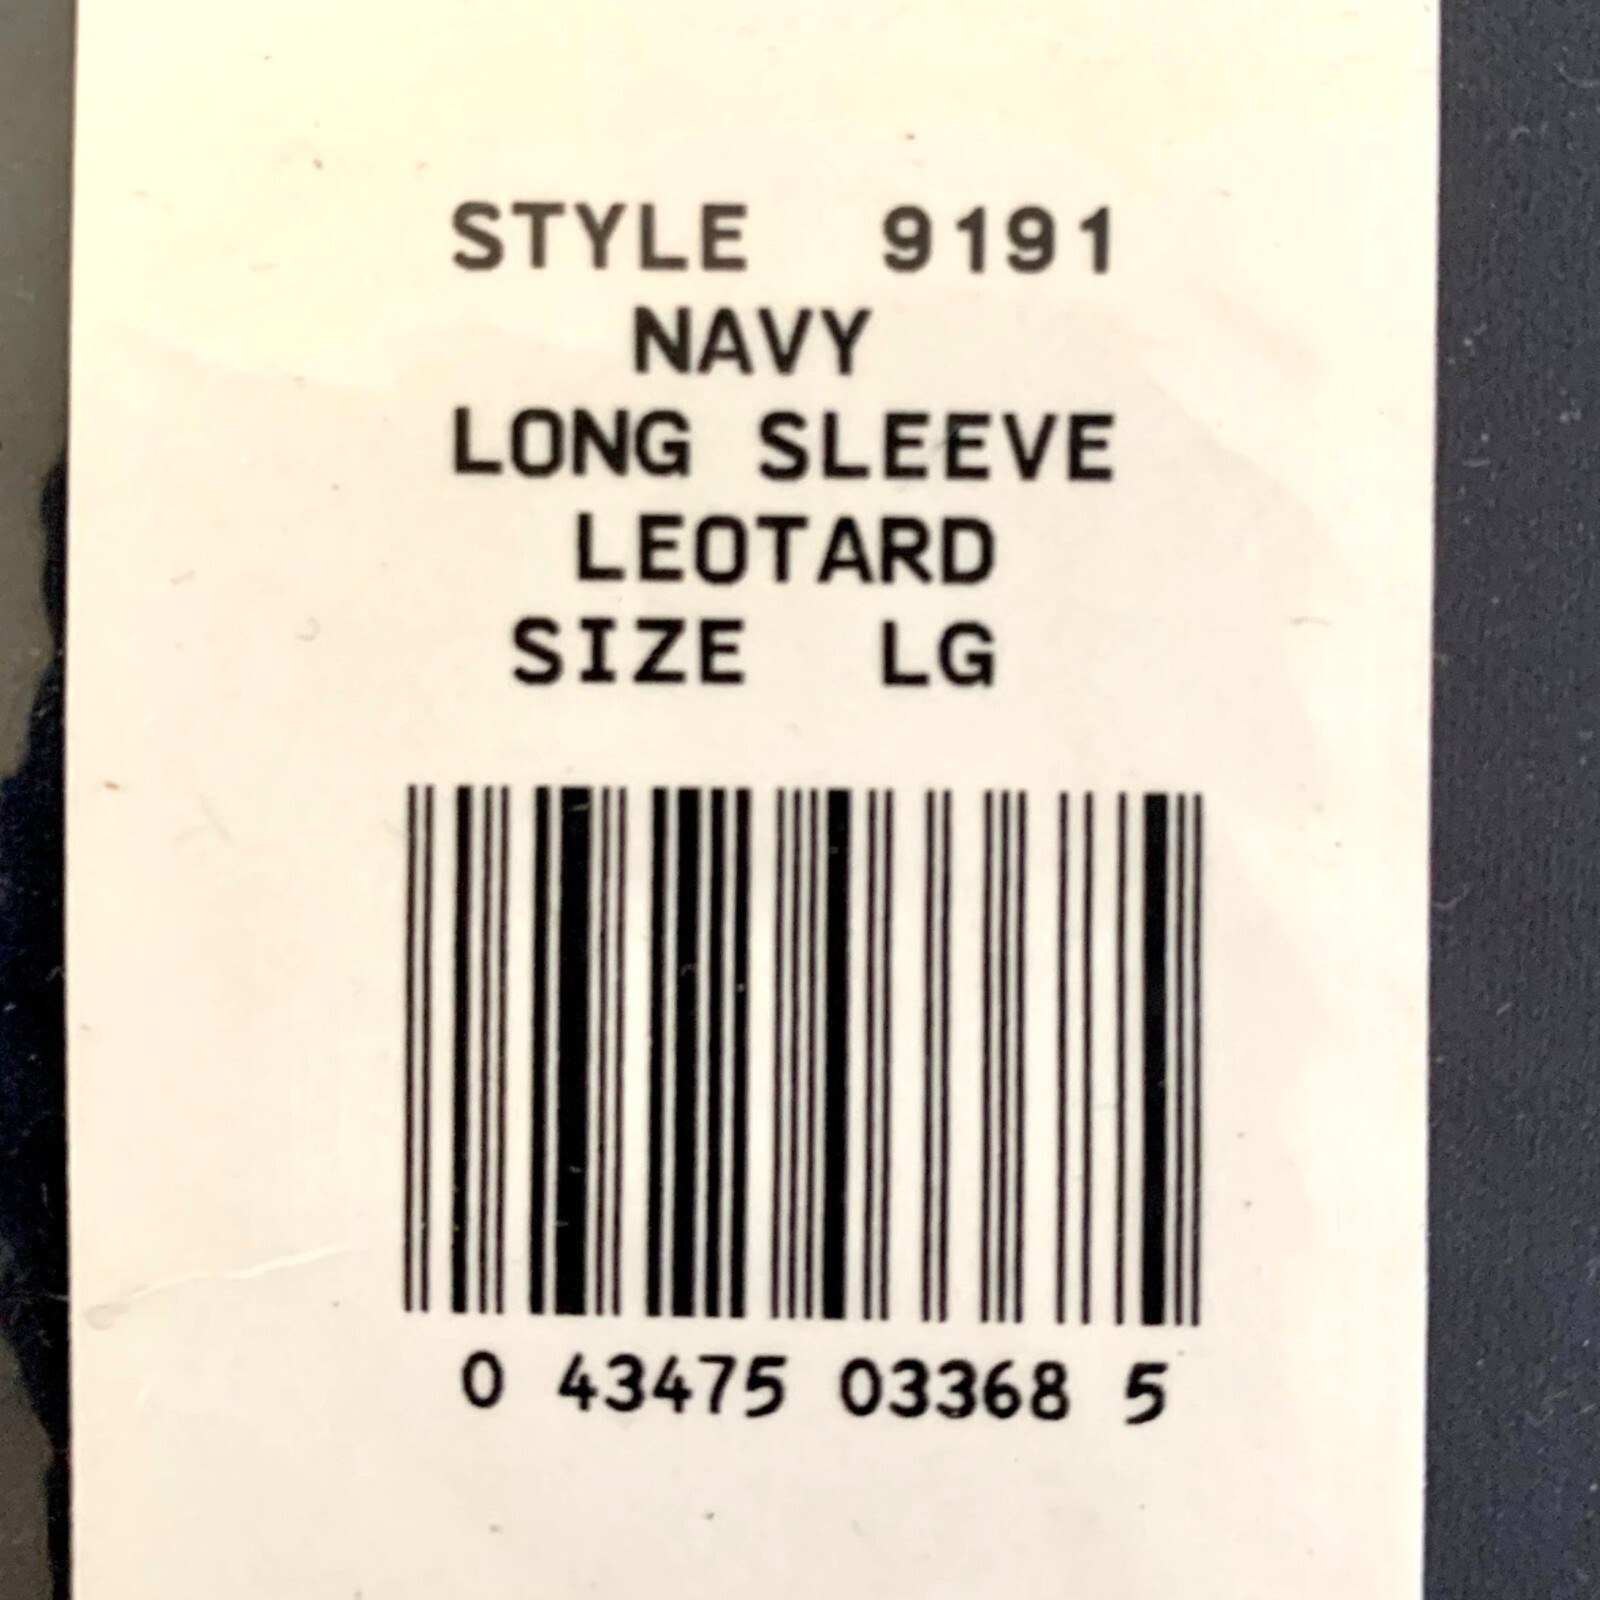 STYLE 9191
NAVY
LONG SLEEVE
LEOTARD
SIZE LG
0 43475 03368 5